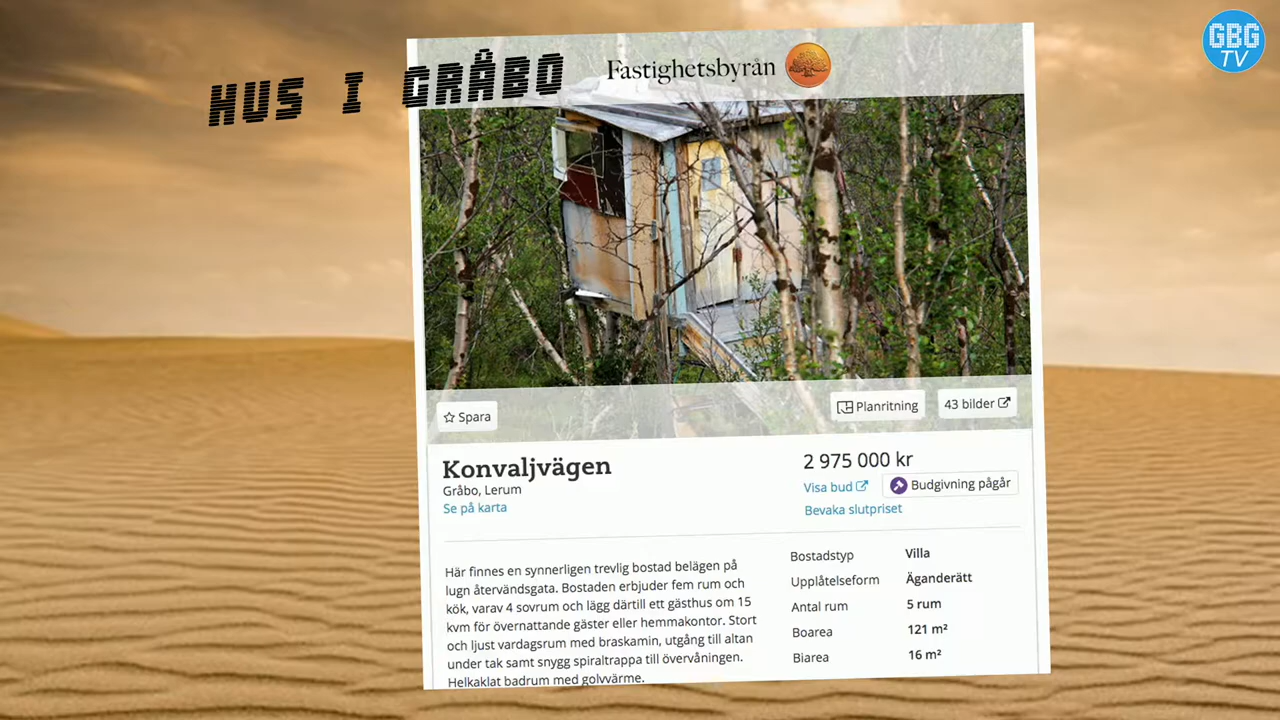 GBG
TV
HUS I GRÅBO
Fastighetsbyrån
Spara
Planritning
43 bilder
Konvaljvägen
Gråbo, Lerum
Se på karta
2 975 000 kr
Visa bud
Budgivning pågår
Bevaka slutpriset
Här finnes en synnerligen trevlig bostad belägen på
lugn återvändsgata. Bostaden erbjuder fem rum och
kök, varav 4 sovrum och lägg därtill ett gästhus om 15
kvm för övernattande gäster eller hemmakontor. Stort
och ljust vardagsrum med braskamin, utgång till altan
under tak samt snygg spiraltrappa till övervåningen.
Helkaklat badrum med golvvärme.
Bostadstyp Villa
Upplåtelseform Äganderätt
Antal rum 5 rum
Boarea 121 m²
Biarea 16 m²